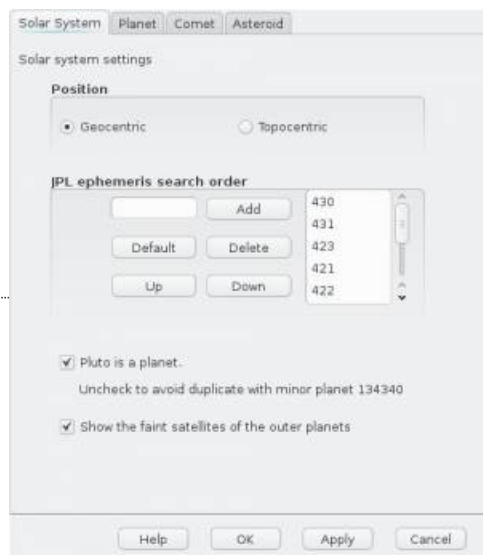 Solar System Planet Comet Asteroid
Solar system settings
Position
Geocentric Topocentric
JPL ephemeris search order
Add
Default Delete
Up Down
430
431
423
421
422
Pluto is a planet.
Uncheck to avoid duplicate with minor planet 134340
Show the faint satellites of the outer planets
Help OK Apply Cancel